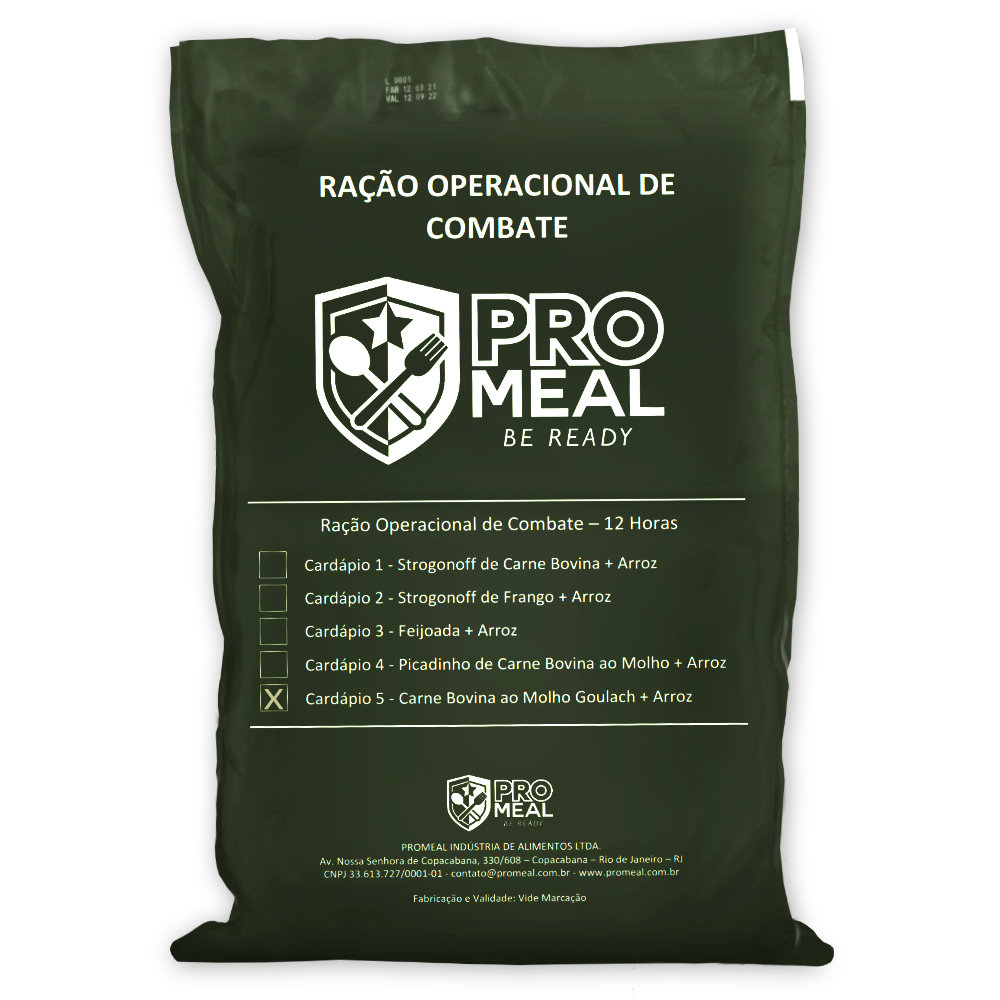 L 0001
FAB 12 03 21
VAL 12 09 22
RAÇÃO OPERACIONAL DE
COMBATE
PRO
MEAL
BE READY
Ração Operacional de Combate – 12 Horas
Cardápio 1 - Strogonoff de Carne Bovina + Arroz
Cardápio 2 - Strogonoff de Frango + Arroz
Cardápio 3 - Feijoada + Arroz
Cardápio 4 - Picadinho de Carne Bovina ao Molho + Arroz
X Cardápio 5 - Carne Bovina ao Molho Goulach + Arroz
PRO
MEAL
BE READY
PROMEAL INDÚSTRIA DE ALIMENTOS LTDA.
Av. Nossa Senhora de Copacabana, 330/608 – Copacabana – Rio de Janeiro – RJ
CNPJ 33.613.727/0001-01 - contato@promeal.com.br - www.promeal.com.br
Fabricação e Validade: Vide Marcação